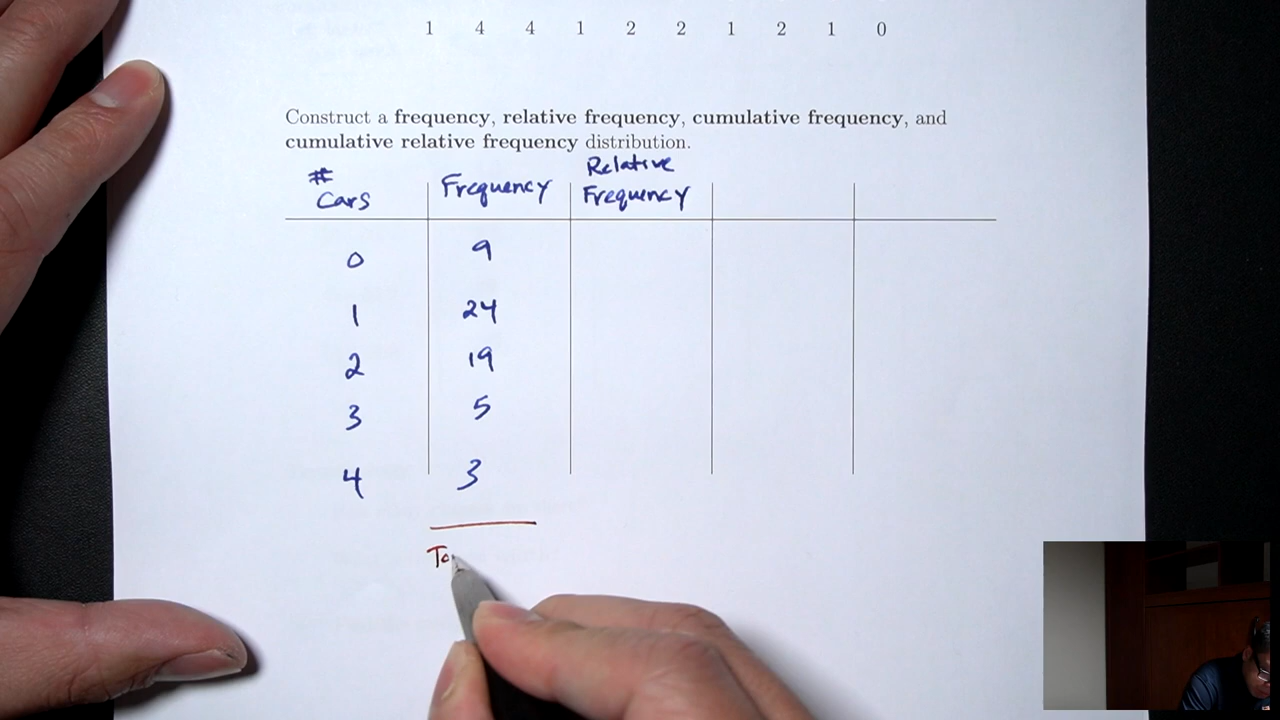 1 4 4 1 2 2 1 2 1 0
Construct a frequency, relative frequency, cumulative frequency, and
cumulative relative frequency distribution.
# Cars Frequency Relative Frequency
0 9
1 24
2 19
3 5
4 3
To